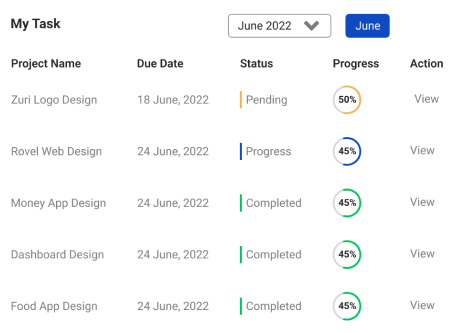 My Task
June 2022 June
Project Name Due Date Status Progress Action
Zuri Logo Design 18 June, 2022 Pending 50% View
Rovel Web Design 24 June, 2022 Progress 45% View
Money App Design 24 June, 2022 Completed 45% View
Dashboard Design 24 June, 2022 Completed 45% View
Food App Design 24 June, 2022 Completed 45% View